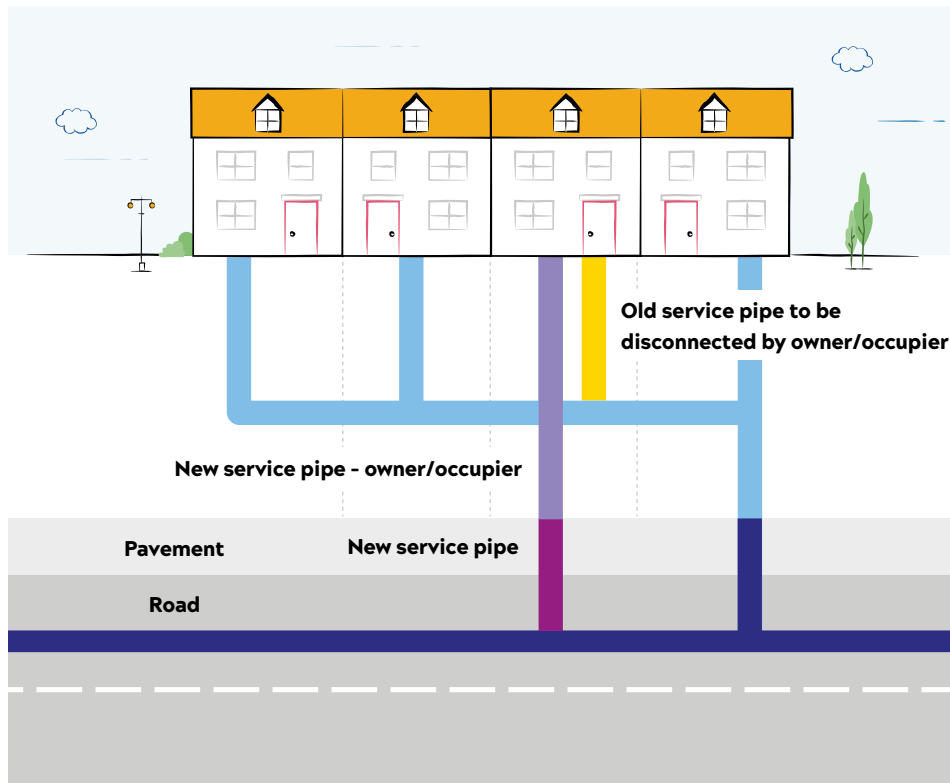 Old service pipe to be
disconnected by owner/occupier
New service pipe - owner/occupier
Pavement
New service pipe
Road